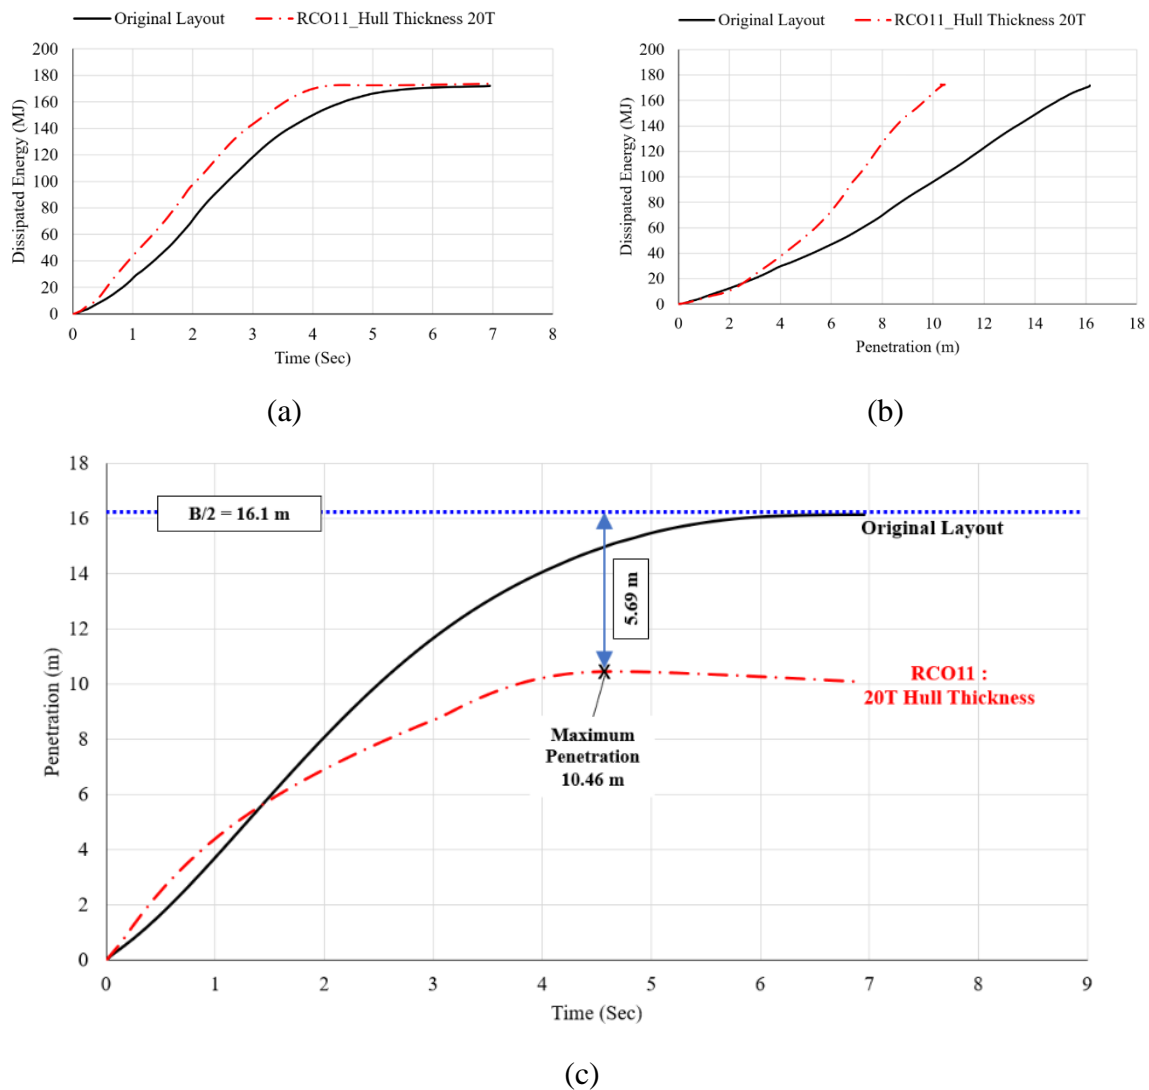 Original Layout
RCO11_Hull Thickness 20T
200
180
160
140
120
100
80
60
40
20
0
Dissipated Energy (MJ)
0 1 2 3 4 5 6 7 8
Time (Sec)
(a)
Original Layout
RCO11_Hull Thickness 20T
200
180
160
140
120
100
80
60
40
20
0
Dissipated Energy (MJ)
0 2 4 6 8 10 12 14 16 18
Penetration (m)
(b)
18
16
14
12
10
8
6
4
2
0
Penetration (m)
B/2 = 16.1 m
Original Layout
5.69 m
RCO11 :
20T Hull Thickness
Maximum
Penetration
10.46 m
0 1 2 3 4 5 6 7 8 9
Time (Sec)
(c)